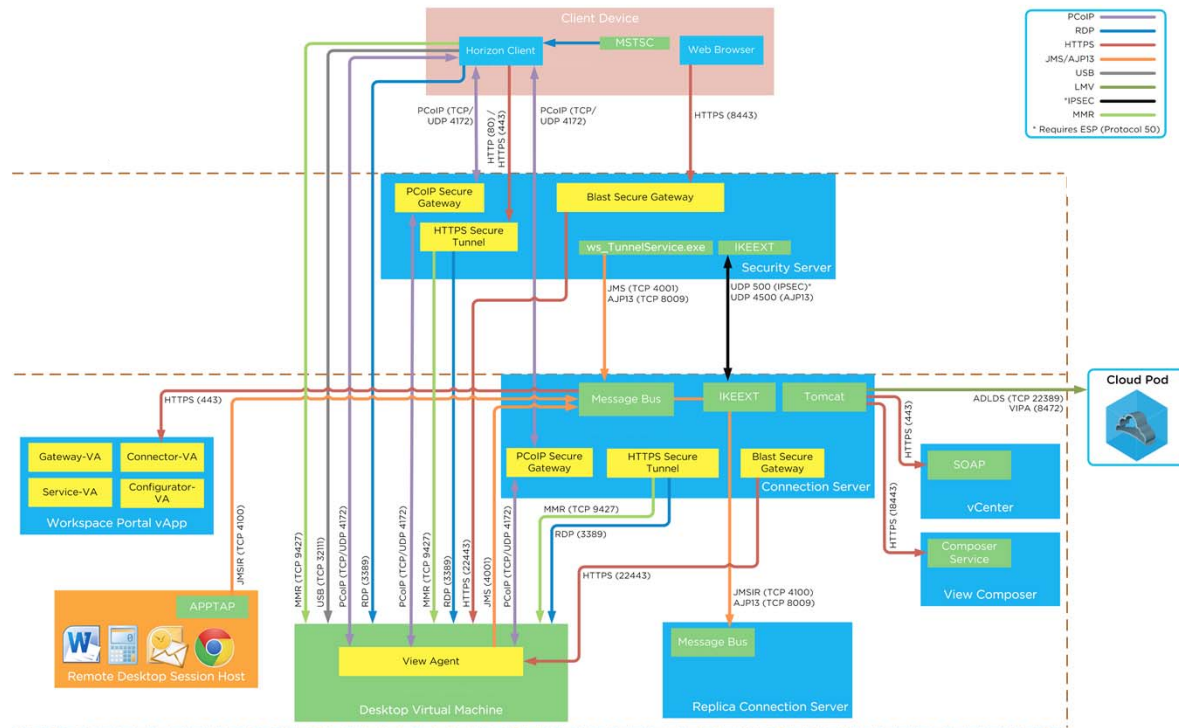 Client Device
Horizon Client
MSTSC
Web Browser
PCoIP
RDP
HTTPS
JMS/AJP13
USB
LMV
*IPSEC
MMR
* Requires ESP (Protocol 50)
PCoIP (TCP/
UDP 4172)
HTTP (80) /
HTTPS (443)
PCoIP (TCP/
UDP 4172)
HTTPS (8443)
PCoIP Secure
Gateway
HTTPS Secure
Tunnel
Blast Secure Gateway
ws_TunnelService.exe
IKEEXT
Security Server
JMS (TCP 4001)
AJP13 (TCP 8009)
UDP 500 (IPSEC)*
UDP 4500 (AJP13)
HTTPS (443)
Message Bus
IKEEXT
Tomcat
PCoIP Secure
Gateway
HTTPS Secure
Tunnel
Blast Secure
Gateway
Connection Server
ADLDS (TCP 22389)
VIPA (8472)
Cloud Pod
HTTPS (443)
SOAP
vCenter
HTTPS (18443)
Composer
Service
View Composer
Gateway-VA
Connector-VA
Service-VA
Configurator-
VA
Workspace Portal vApp
JMSIR (TCP 4100)
MMR (TCP 9427)
USB (TCP 32111)
PCoIP (TCP/UDP 4172)
RDP (3389)
PCoIP (TCP/UDP 4172)
MMR (TCP 9427)
RDP (3389)
HTTPS (22443)
JMS (4001)
PCoIP (TCP/UDP 4172)
MMR (TCP 9427)
RDP (3389)
HTTPS (22443)
JMSIR (TCP 4100)
AJP13 (TCP 8009)
APPTAP
Remote Desktop Session Host
View Agent
Desktop Virtual Machine
Message Bus
Replica Connection Server